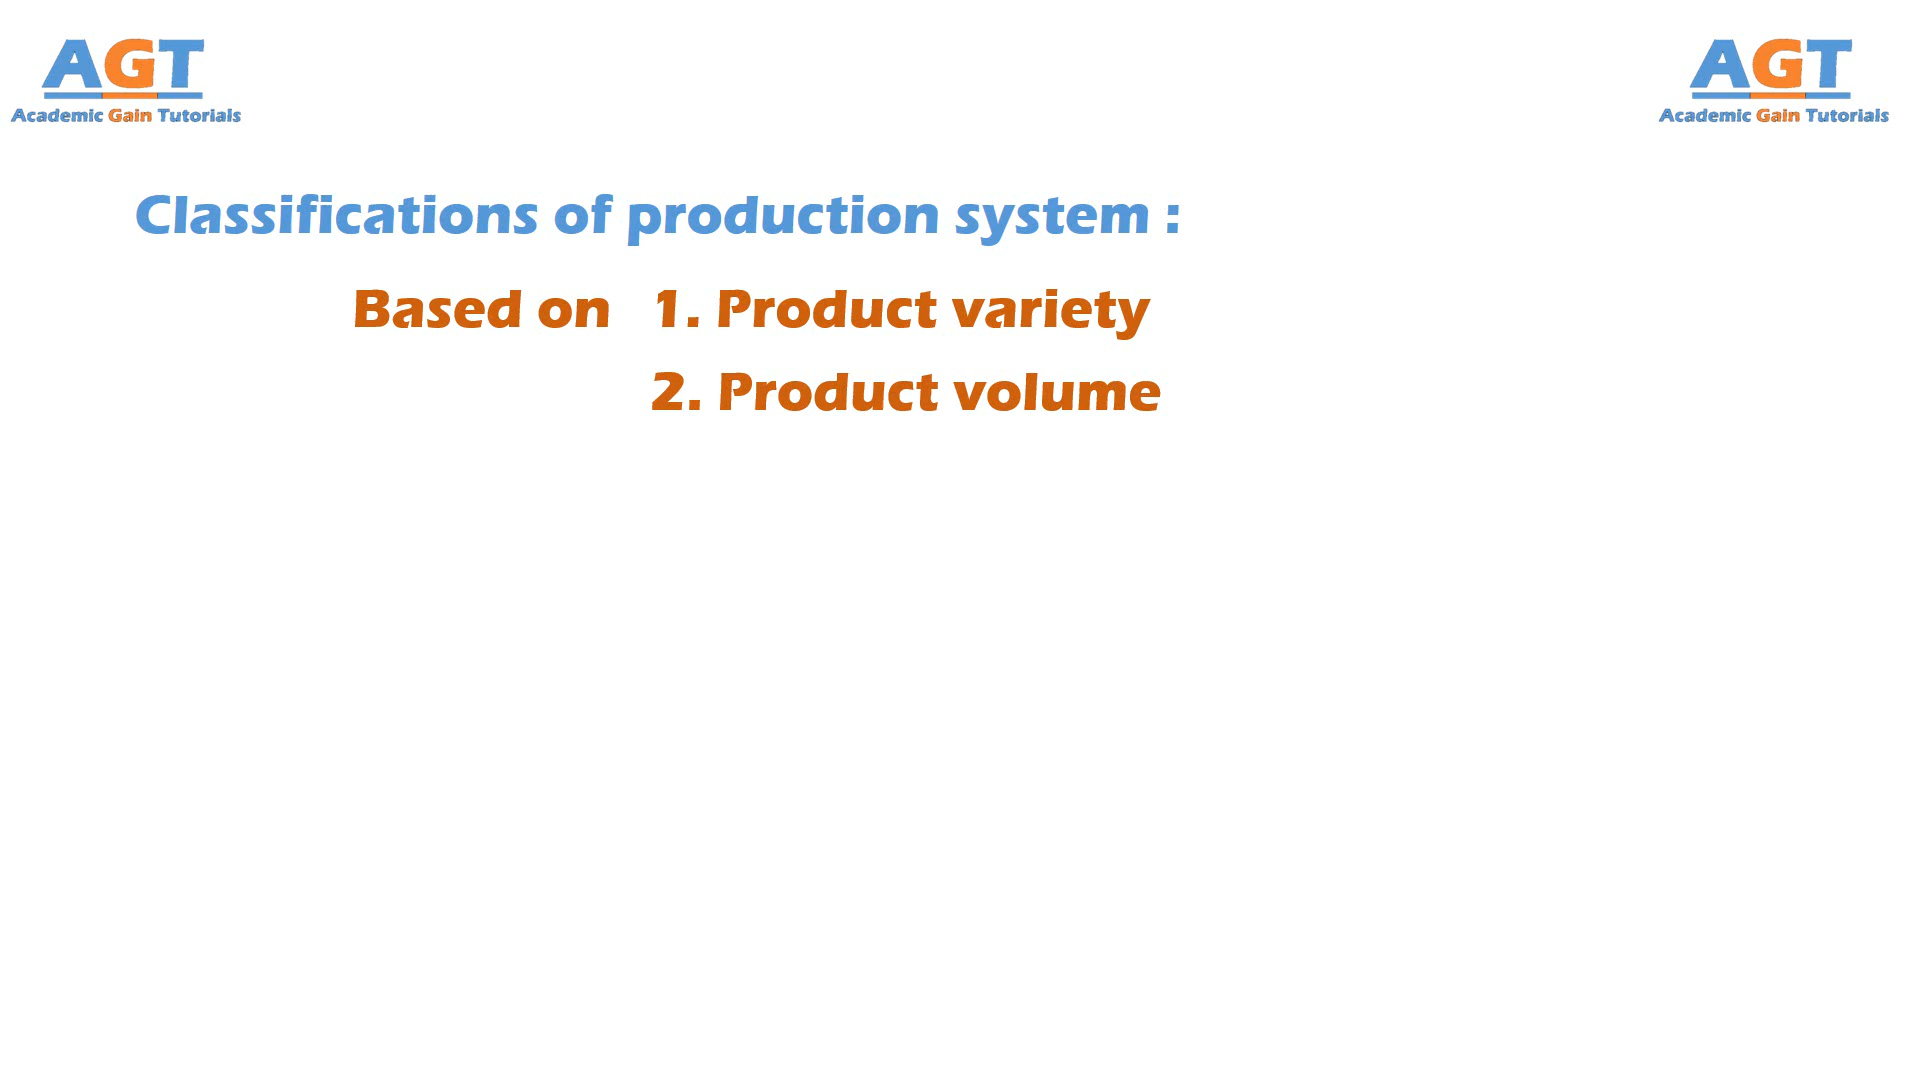 AGT
Academic Gain Tutorials
AGT
Academic Gain Tutorials
Classifications of production system :
Based on 1. Product variety
2. Product volume